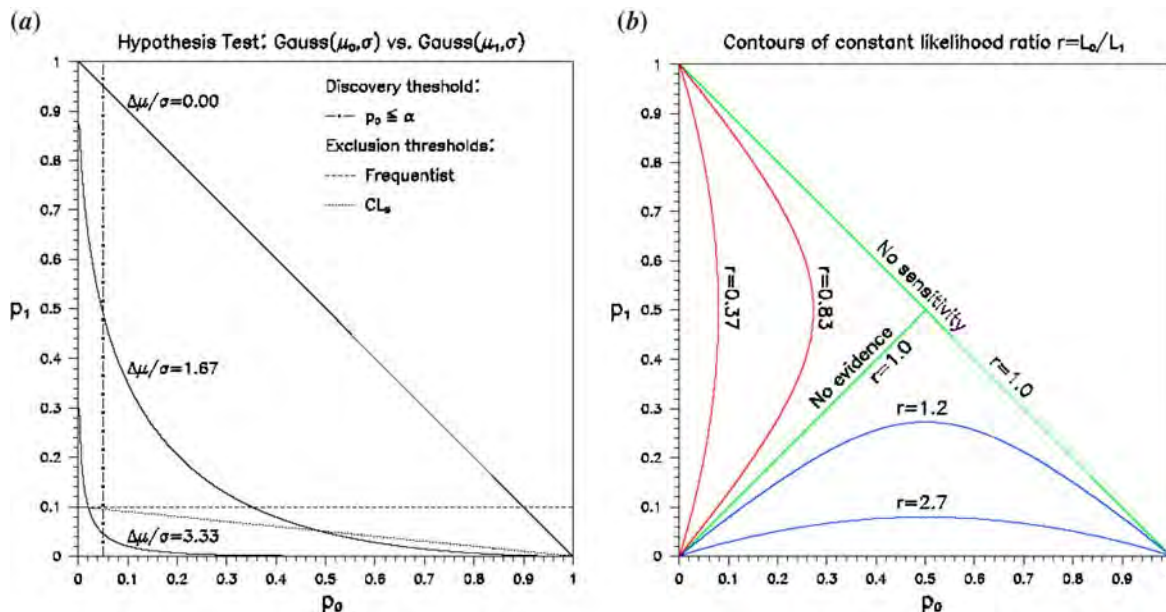 (a)
Hypothesis Test: Gauss(μ₀,σ) vs. Gauss(μ₁,σ)
1
0.9
0.8
0.7
0.6
0.5
0.4
0.3
0.2
0.1
0
p₁
Δμ/σ=0.00
Discovery theshold:
p₀ ≦ α
Exclusion thresholds:
Frequentist
CLₛ
Δμ/σ=1.67
Δμ/σ=3.33
0 0.1 0.2 0.3 0.4 0.5 0.6 0.7 0.8 0.9 1
p₀
(b)
Contours of constant likelihood ratio r=L₀/L₁
1
0.9
0.8
0.7
0.6
0.5
0.4
0.3
0.2
0.1
0
p₁
r=0.37
r=0.83
No sensitivity
r=1.0
No evidence
r=1.0
r=1.2
r=2.7
0 0.1 0.2 0.3 0.4 0.5 0.6 0.7 0.8 0.9 1
p₀